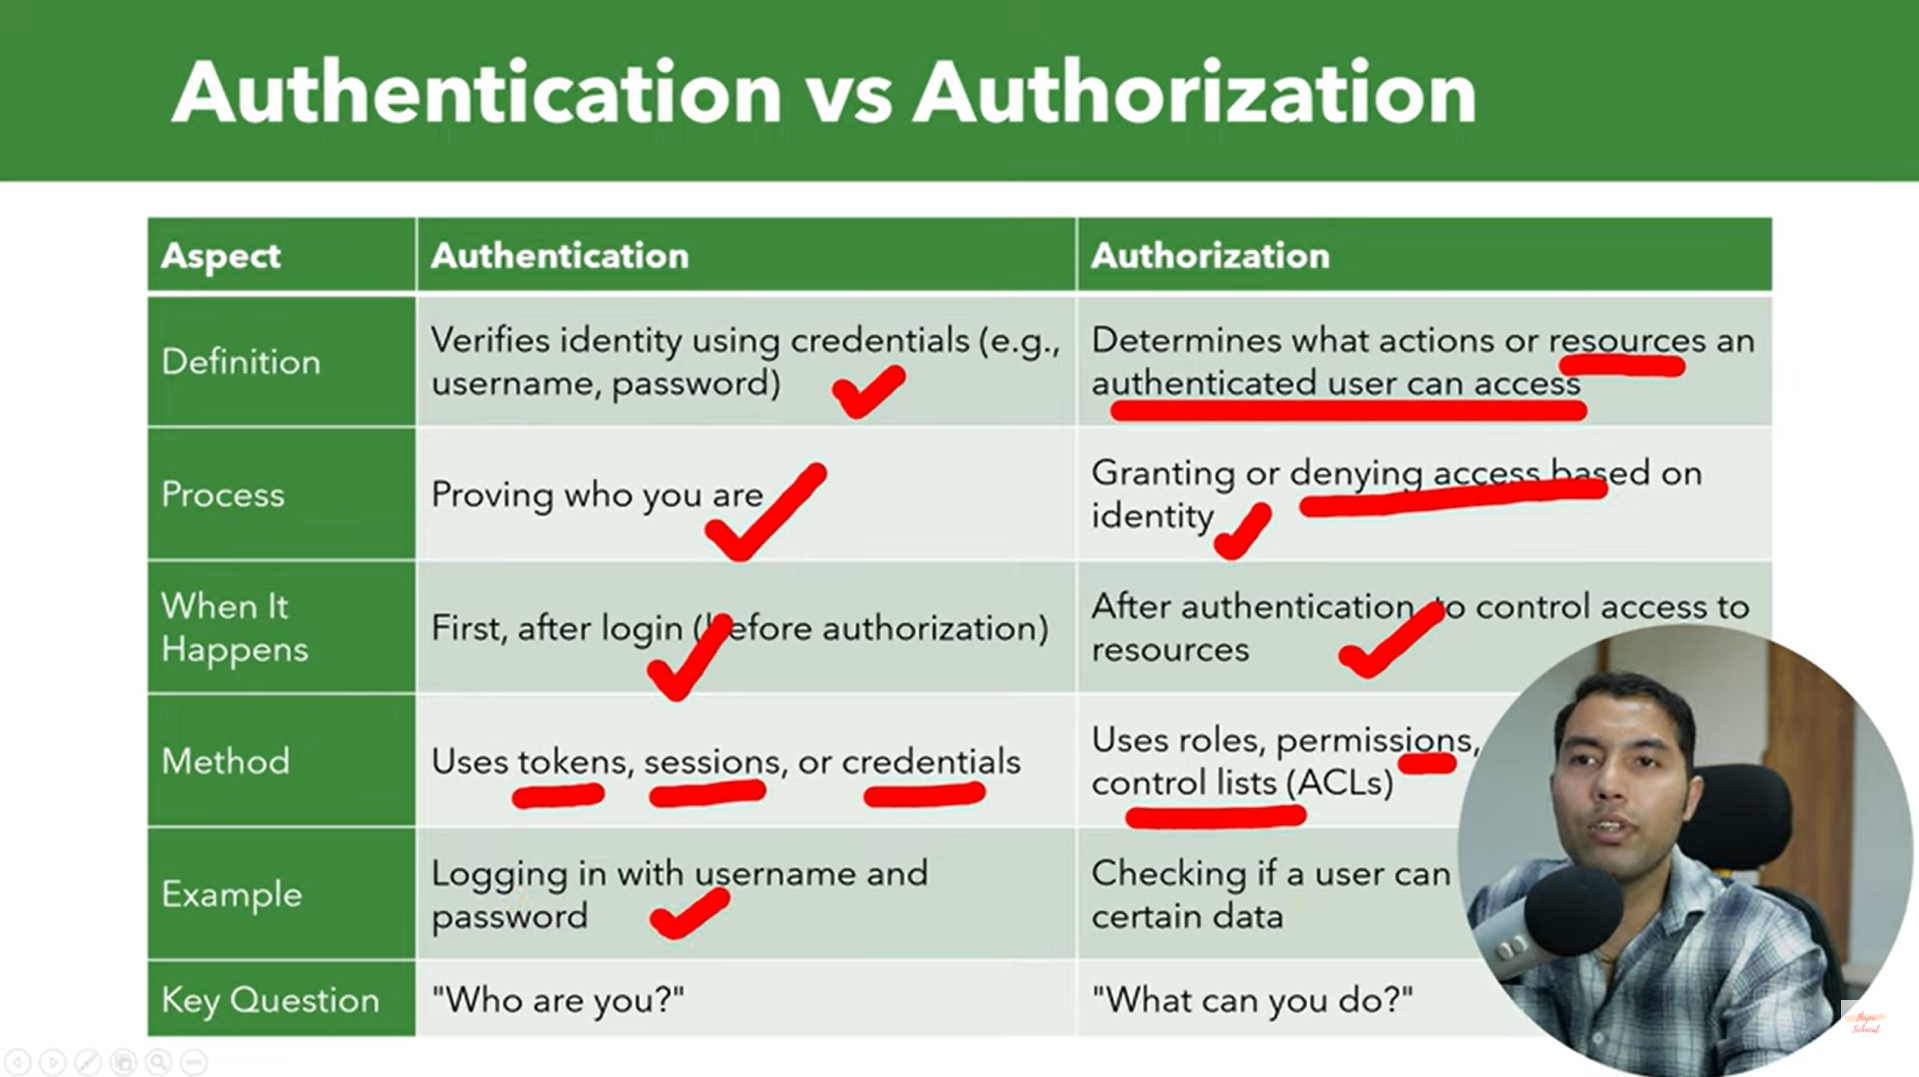 Authentication vs Authorization
Aspect
Authentication
Authorization
Definition
Verifies identity using credentials (e.g.,
username, password)
Determines what actions or resources an
authenticated user can access
Process
Proving who you are
Granting or denying access based on
identity
When It
Happens
First, after login (before authorization)
After authentication, to control access to
resources
Method
Uses tokens, sessions, or credentials
Uses roles, permissions,
control lists (ACLs)
Example
Logging in with username and
password
Checking if a user can
certain data
Key Question
"Who are you?"
"What can you do?"
Technical